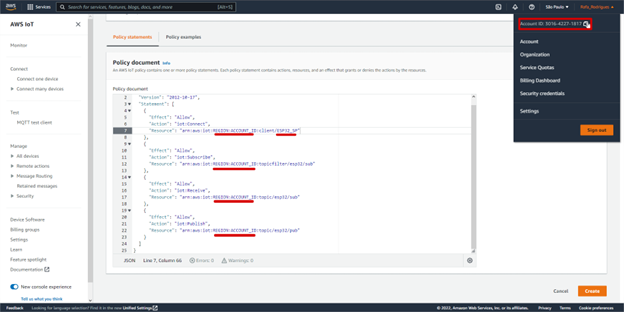 aws
Services
Search for services, features, blogs, docs, and more
[Alt+S]
São Paulo
Rafa_Rodrigues
AWS IoT
Monitor
Connect
Connect one device
Connect many devices
Test
MQTT test client
Manage
All devices
Remote actions
Message Routing
Retained messages
Security
Device Software
Billing groups
Settings
Learn
Feature spotlight
Documentation
New console experience
Tell us what you think
Policy statements
Policy examples
Policy document Info
An AWS IoT policy contains one or more policy statements. Each policy statement contains actions, resources, and an effect that grants or denies the actions by the resources.
Policy document
2 "Version": "2012-10-17",
3 "Statement": [
4 {
5 "Effect": "Allow",
6 "Action": "iot:Connect",
7 "Resource": "arn:aws:iot:REGION:ACCOUNT_ID:client/ESP32_SP"
8 },
9 {
10 "Effect": "Allow",
11 "Action": "iot:Subscribe",
12 "Resource": "arn:aws:iot:REGION:ACCOUNT_ID:topicfilter/esp32/sub"
13 },
14 {
15 "Effect": "Allow",
16 "Action": "iot:Receive",
17 "Resource": "arn:aws:iot:REGION:ACCOUNT_ID:topic/esp32/sub"
18 },
19 {
20 "Effect": "Allow",
21 "Action": "iot:Publish",
22 "Resource": "arn:aws:iot:REGION:ACCOUNT_ID:topic/esp32/pub"
23 }
24 ]
25 }
JSON Line 7, Column 66 Errors: 0 Warnings: 0
Cancel
Create
Account ID: 3016-4227-1417
Account
Organization
Service Quotas
Billing Dashboard
Security credentials
Settings
Sign out
Feedback
Looking for language selection? Find it in the new Unified Settings
© 2022, Amazon Web Services, Inc. or its affiliates.
Privacy
Terms
Cookie preferences